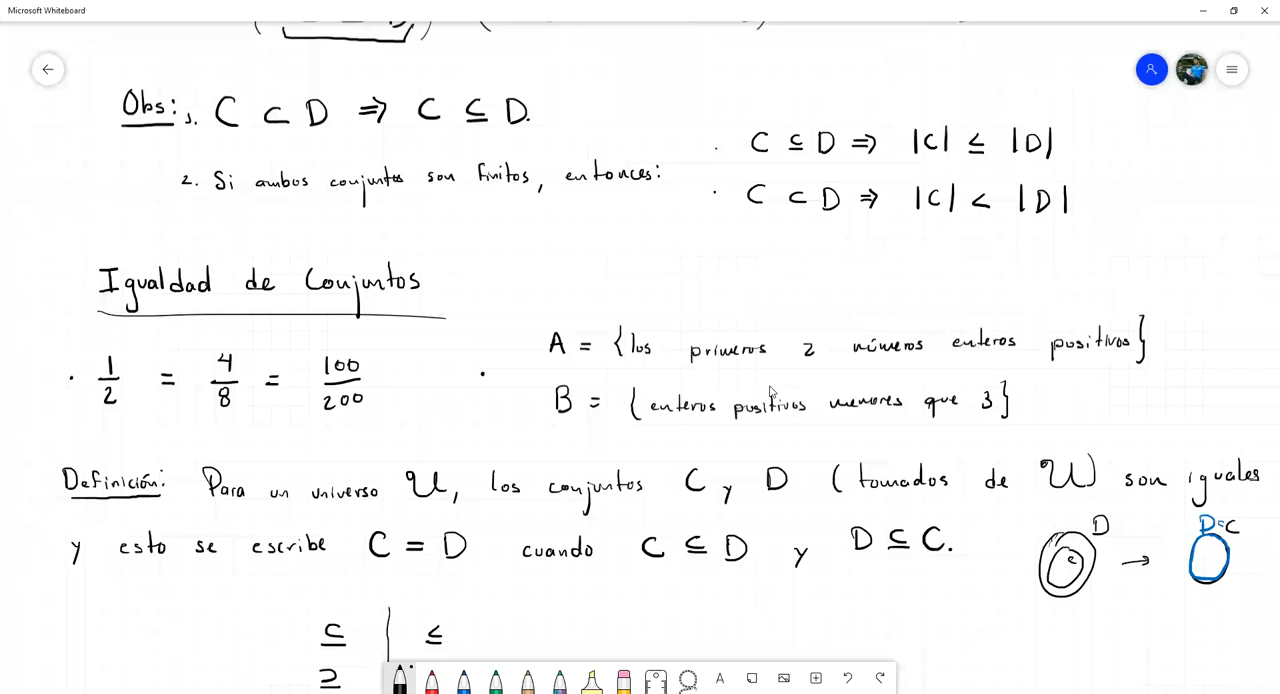 Microsoft Whiteboard
Obs: 1. C ⊂ D ⇒ C ⊆ D.
2. Si ambos conjuntos son finitos, entonces:
· C ⊆ D ⇒ |C| ≤ |D|
· C ⊂ D ⇒ |C| < |D|
Igualdad de Conjuntos
· 1/2 = 4/8 = 100/200
· A = {los primeros 2 números enteros positivos}
B = {enteros positivos menores que 3}
Definición: Para un universo U, los conjuntos C y D (tomados de U) son iguales
y esto se escribe C = D cuando C ⊆ D y D ⊆ C.
D
C
→
D=C
⊆ | ≤
⊇
A